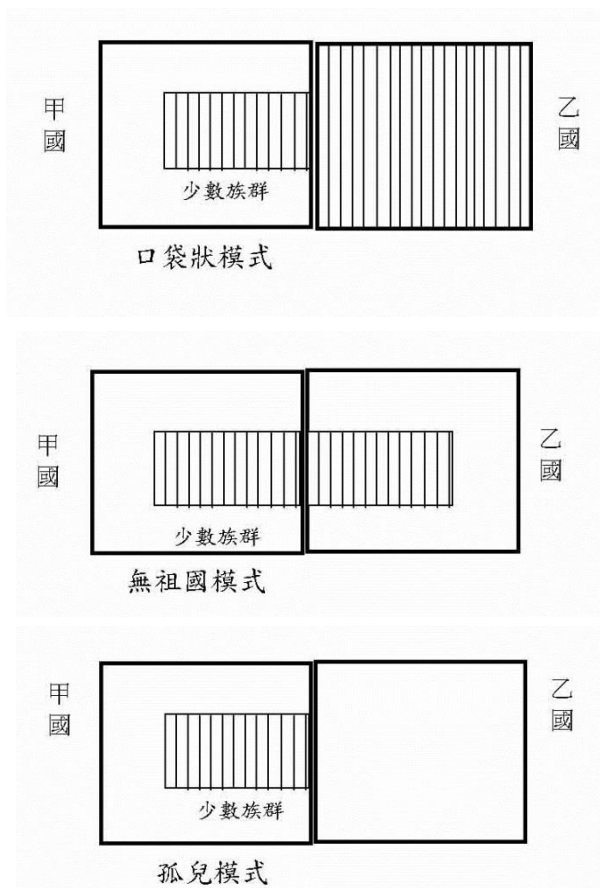 甲國
乙國
少數族群
口袋狀模式
甲國
乙國
少數族群
無祖國模式
甲國
乙國
少數族群
孤兒模式